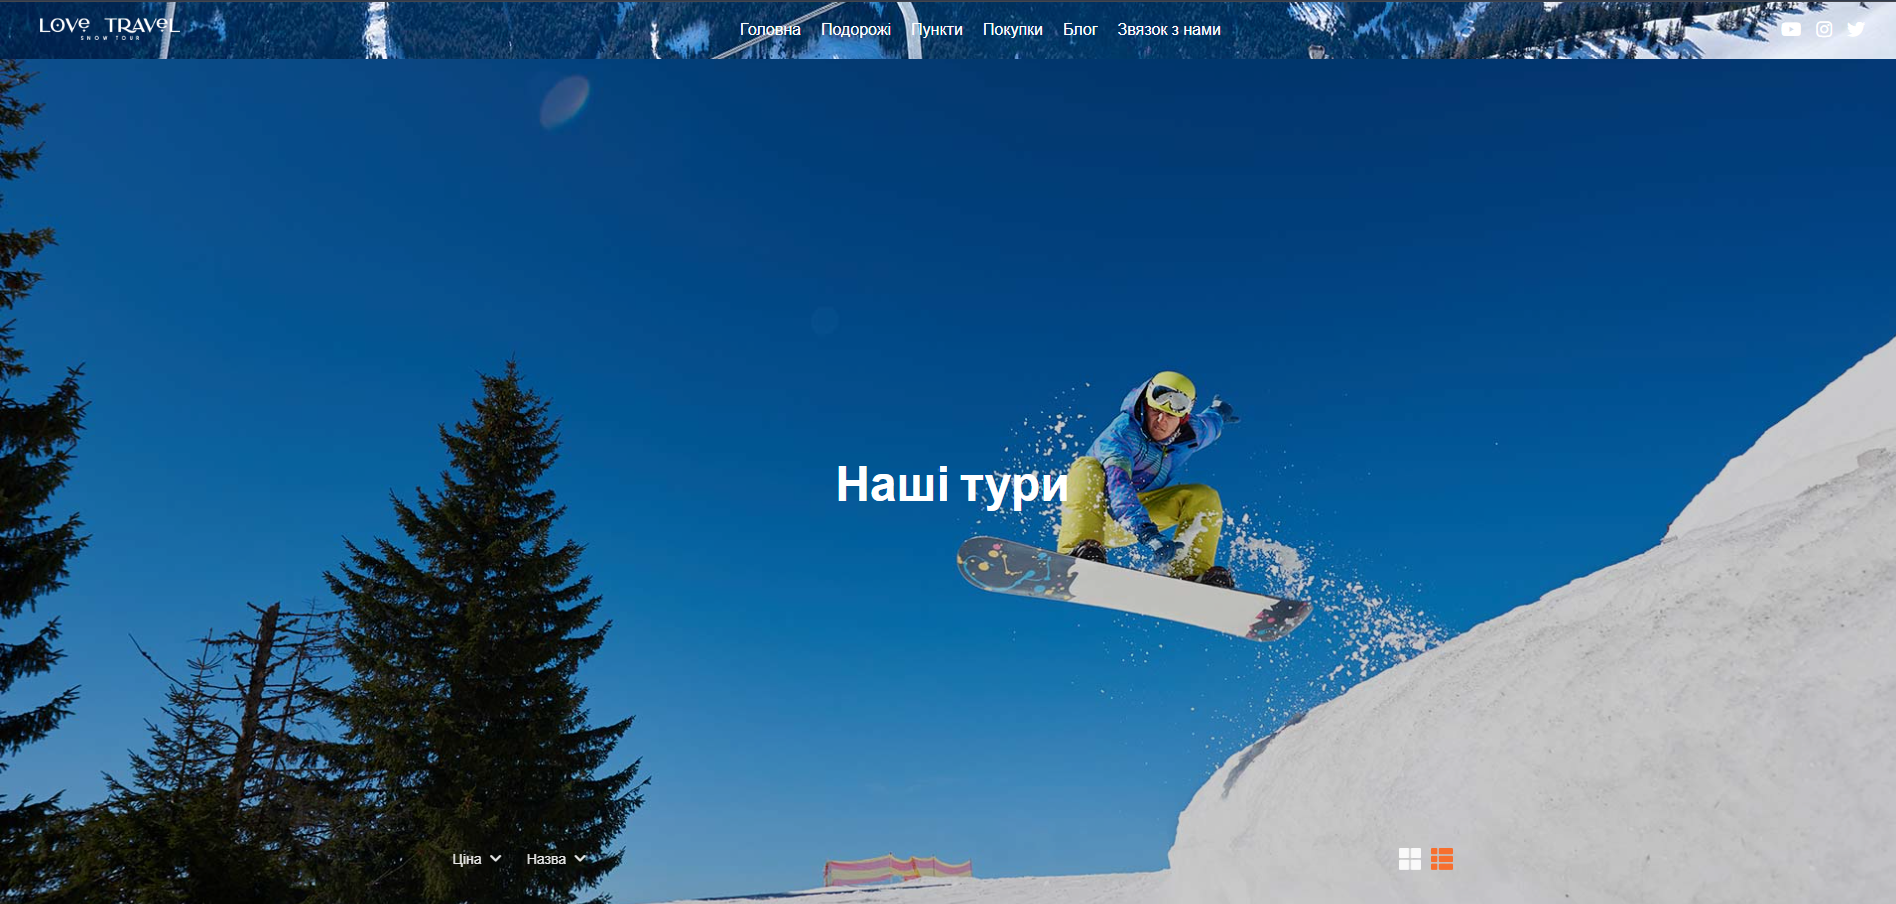 LOVE TRAVEL
SNOW TOUR
Головна Подорожі Пункти Покупки Блог Звязок з нами
Наші тури
Ціна Назва